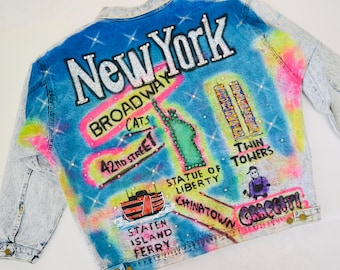 New York
BROADWAY
CATS
42ND STREET
TWIN
TOWERS
STATUE OF
LIBERTY
CHINATOWN
STATEN
ISLAND
FERRY